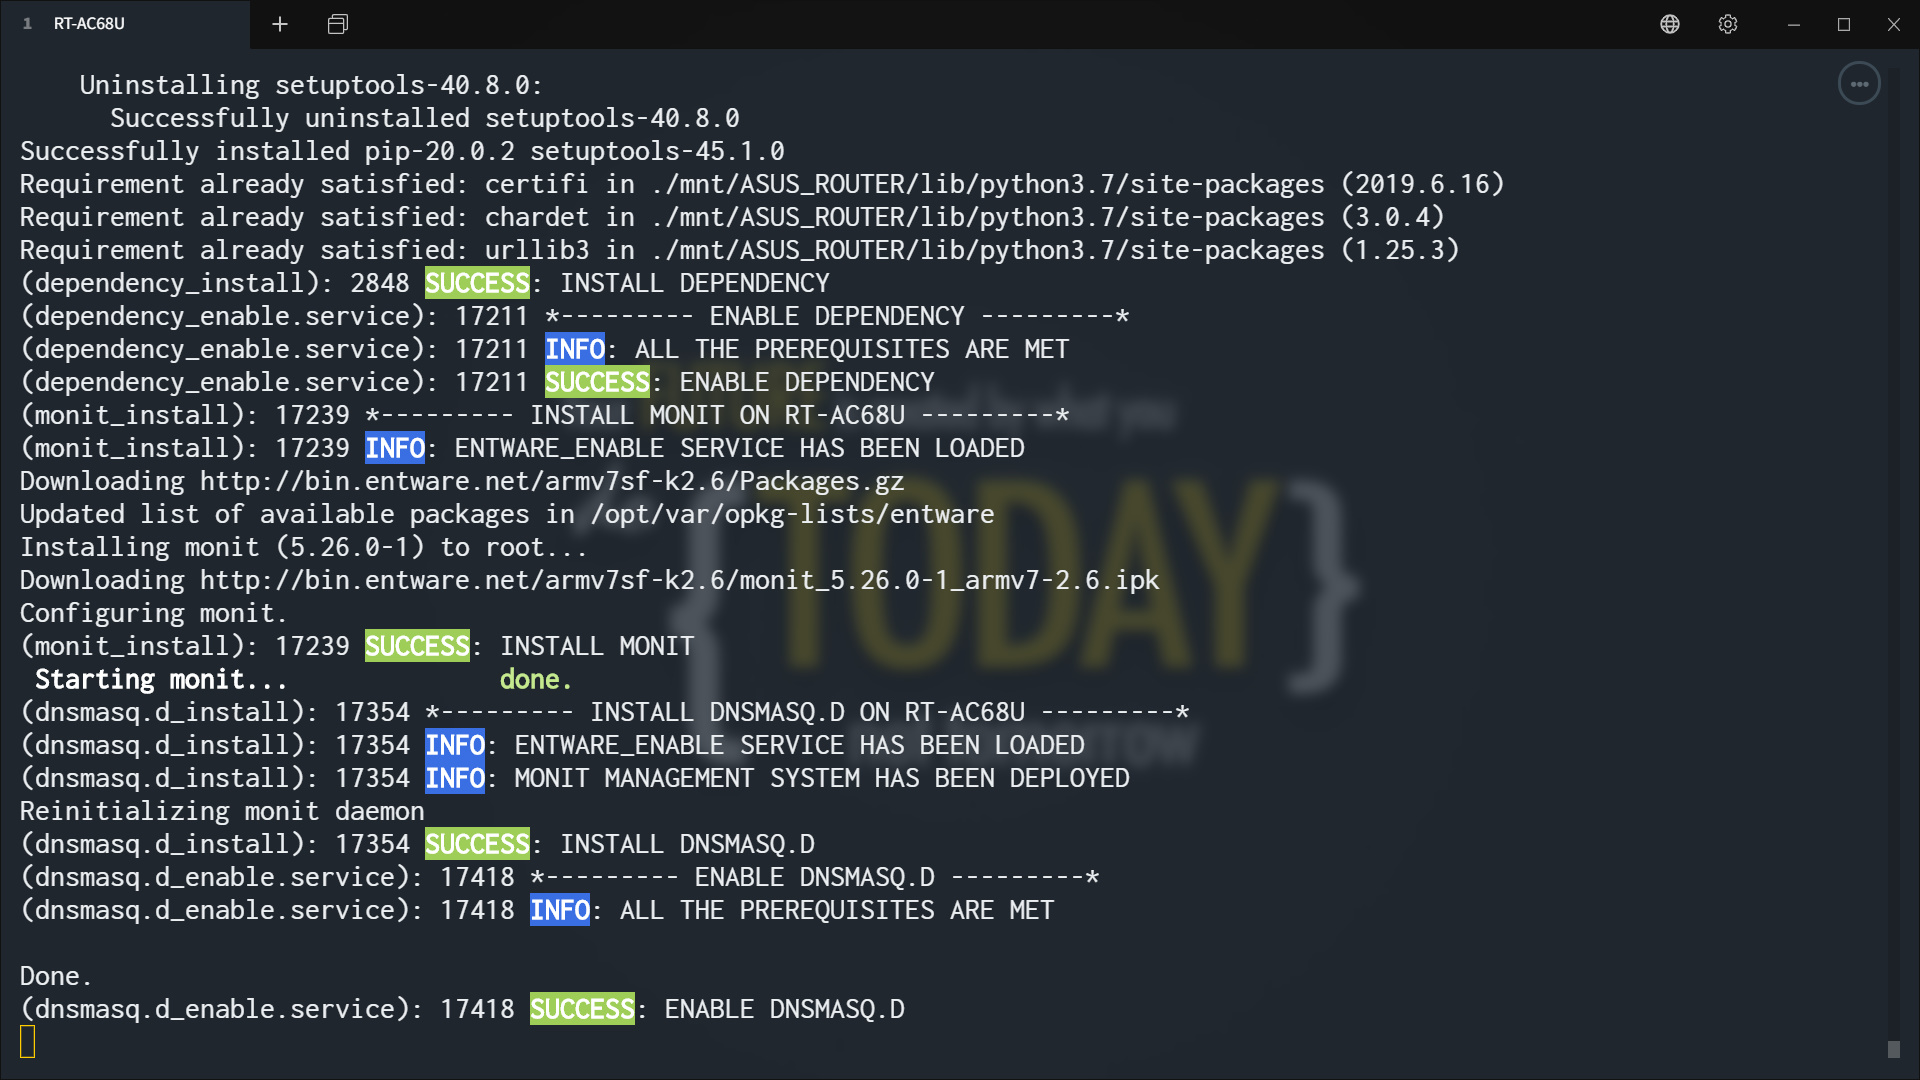 1 RT-AC68U
Uninstalling setuptools-40.8.0:
Successfully uninstalled setuptools-40.8.0
Successfully installed pip-20.0.2 setuptools-45.1.0
Requirement already satisfied: certifi in ./mnt/ASUS_ROUTER/lib/python3.7/site-packages (2019.6.16)
Requirement already satisfied: chardet in ./mnt/ASUS_ROUTER/lib/python3.7/site-packages (3.0.4)
Requirement already satisfied: urllib3 in ./mnt/ASUS_ROUTER/lib/python3.7/site-packages (1.25.3)
(dependency_install): 2848 SUCCESS: INSTALL DEPENDENCY
(dependency_enable.service): 17211 *--------- ENABLE DEPENDENCY ---------*
(dependency_enable.service): 17211 INFO: ALL THE PREREQUISITES ARE MET
(dependency_enable.service): 17211 SUCCESS: ENABLE DEPENDENCY
(monit_install): 17239 *--------- INSTALL MONIT ON RT-AC68U ---------*
(monit_install): 17239 INFO: ENTWARE_ENABLE SERVICE HAS BEEN LOADED
Downloading http://bin.entware.net/armv7sf-k2.6/Packages.gz
Updated list of available packages in /opt/var/opkg-lists/entware
Installing monit (5.26.0-1) to root...
Downloading http://bin.entware.net/armv7sf-k2.6/monit_5.26.0-1_armv7-2.6.ipk
Configuring monit.
(monit_install): 17239 SUCCESS: INSTALL MONIT
Starting monit... done.
(dnsmasq.d_install): 17354 *--------- INSTALL DNSMASQ.D ON RT-AC68U ---------*
(dnsmasq.d_install): 17354 INFO: ENTWARE_ENABLE SERVICE HAS BEEN LOADED
(dnsmasq.d_install): 17354 INFO: MONIT MANAGEMENT SYSTEM HAS BEEN DEPLOYED
Reinitializing monit daemon
(dnsmasq.d_install): 17354 SUCCESS: INSTALL DNSMASQ.D
(dnsmasq.d_enable.service): 17418 *--------- ENABLE DNSMASQ.D ---------*
(dnsmasq.d_enable.service): 17418 INFO: ALL THE PREREQUISITES ARE MET
Done.
(dnsmasq.d_enable.service): 17418 SUCCESS: ENABLE DNSMASQ.D
{TODAY}